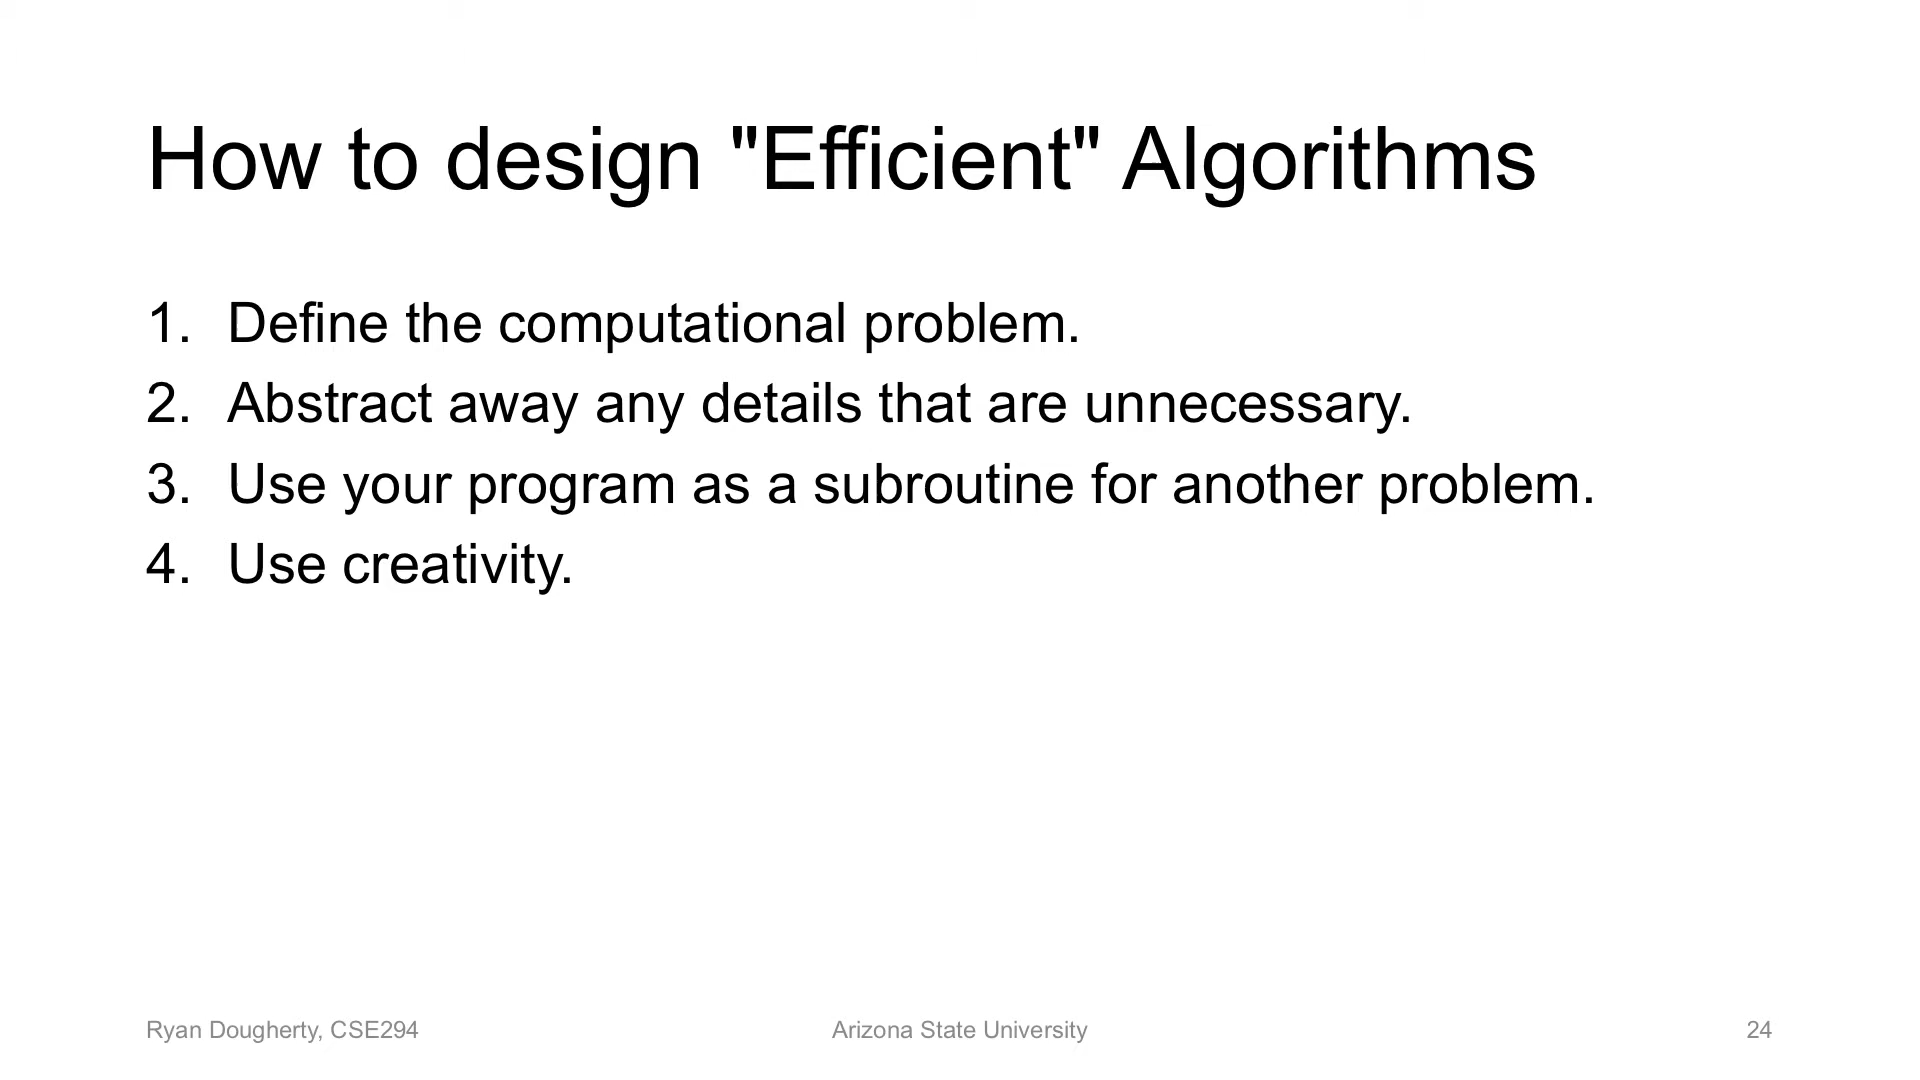 How to design "Efficient" Algorithms
1. Define the computational problem.
2. Abstract away any details that are unnecessary.
3. Use your program as a subroutine for another problem.
4. Use creativity.
Ryan Dougherty, CSE294
Arizona State University
24